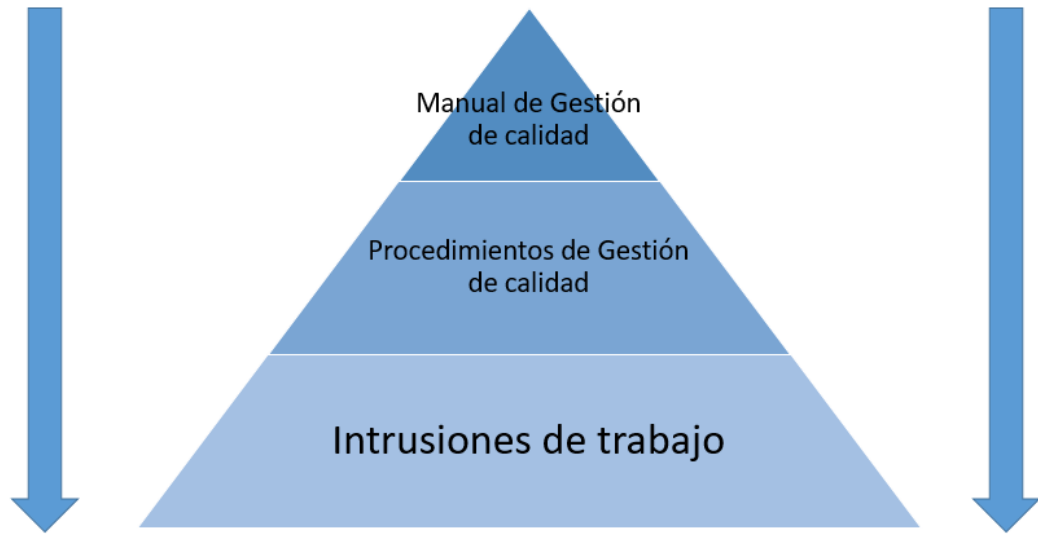 Manual de Gestión
de calidad
Procedimientos de Gestión
de calidad
Intrusiones de trabajo